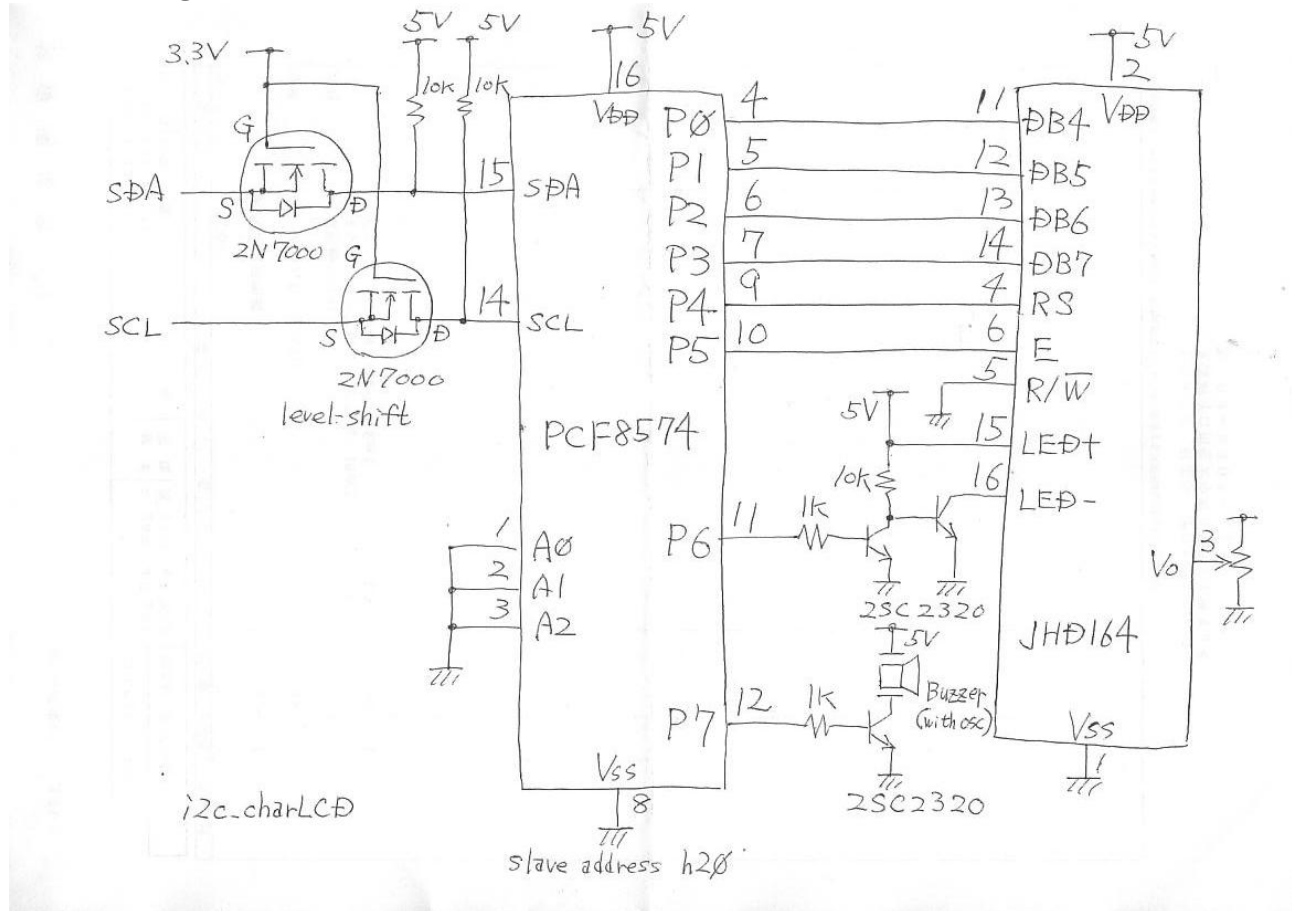 5V 5V 5V 5V
3.3V
10K 10K 16 2
VDD P0 4 11 DB4 VDD
G
P1 5 12 DB5
SDA S D 15 SDA
P2 6 13 DB6
2N7000 G
P3 7 14 DB7
P4 9 4 RS
SCL S D 14 SCL
P5 10 6 E
2N7000
5 R/W̅
level-shift
5V
PCF8574
15 LED+
10K 16 LED-
1K
1 A0 P6 11
3
Vo
2 A1
3 A2
2SC2320
5V
JHD164
Buzzer
(with osc)
P7 12 1K
Vss
Vss
1
i2c_charLCD
8
2SC2320
slave address h20